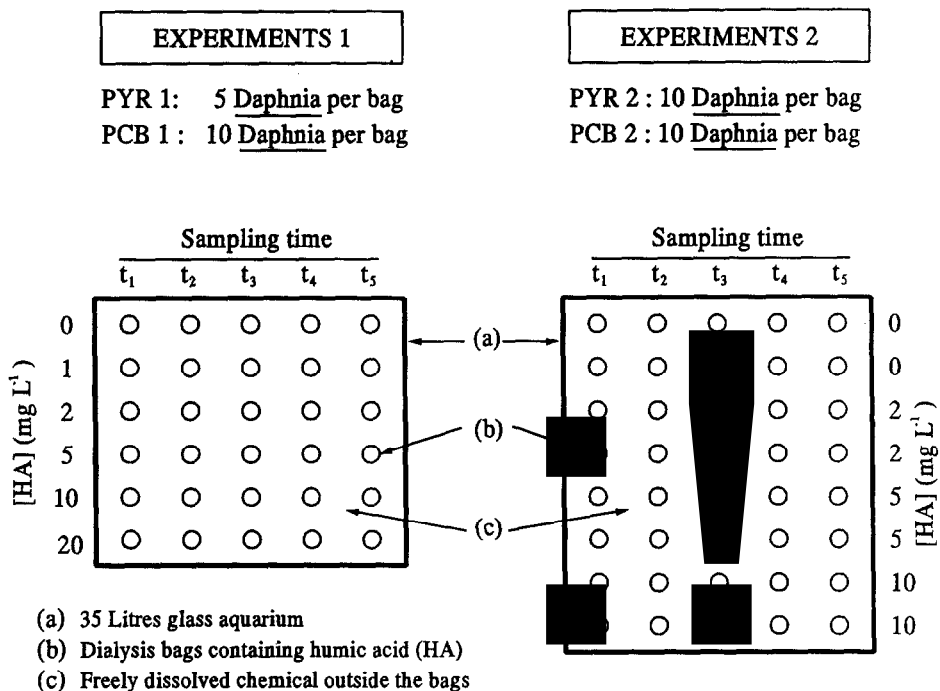 EXPERIMENTS 1
PYR 1: 5 Daphnia per bag
PCB 1 : 10 Daphnia per bag
Sampling time
t1 t2 t3 t4 t5
[HA] (mg L-1)
0
1
2
5
10
20
EXPERIMENTS 2
PYR 2 : 10 Daphnia per bag
PCB 2 : 10 Daphnia per bag
Sampling time
t1 t2 t3 t4 t5
0
0
2
2
5
5
10
10
[HA] (mg L-1)
(a)
(b)
(c)
(a) 35 Litres glass aquarium
(b) Dialysis bags containing humic acid (HA)
(c) Freely dissolved chemical outside the bags